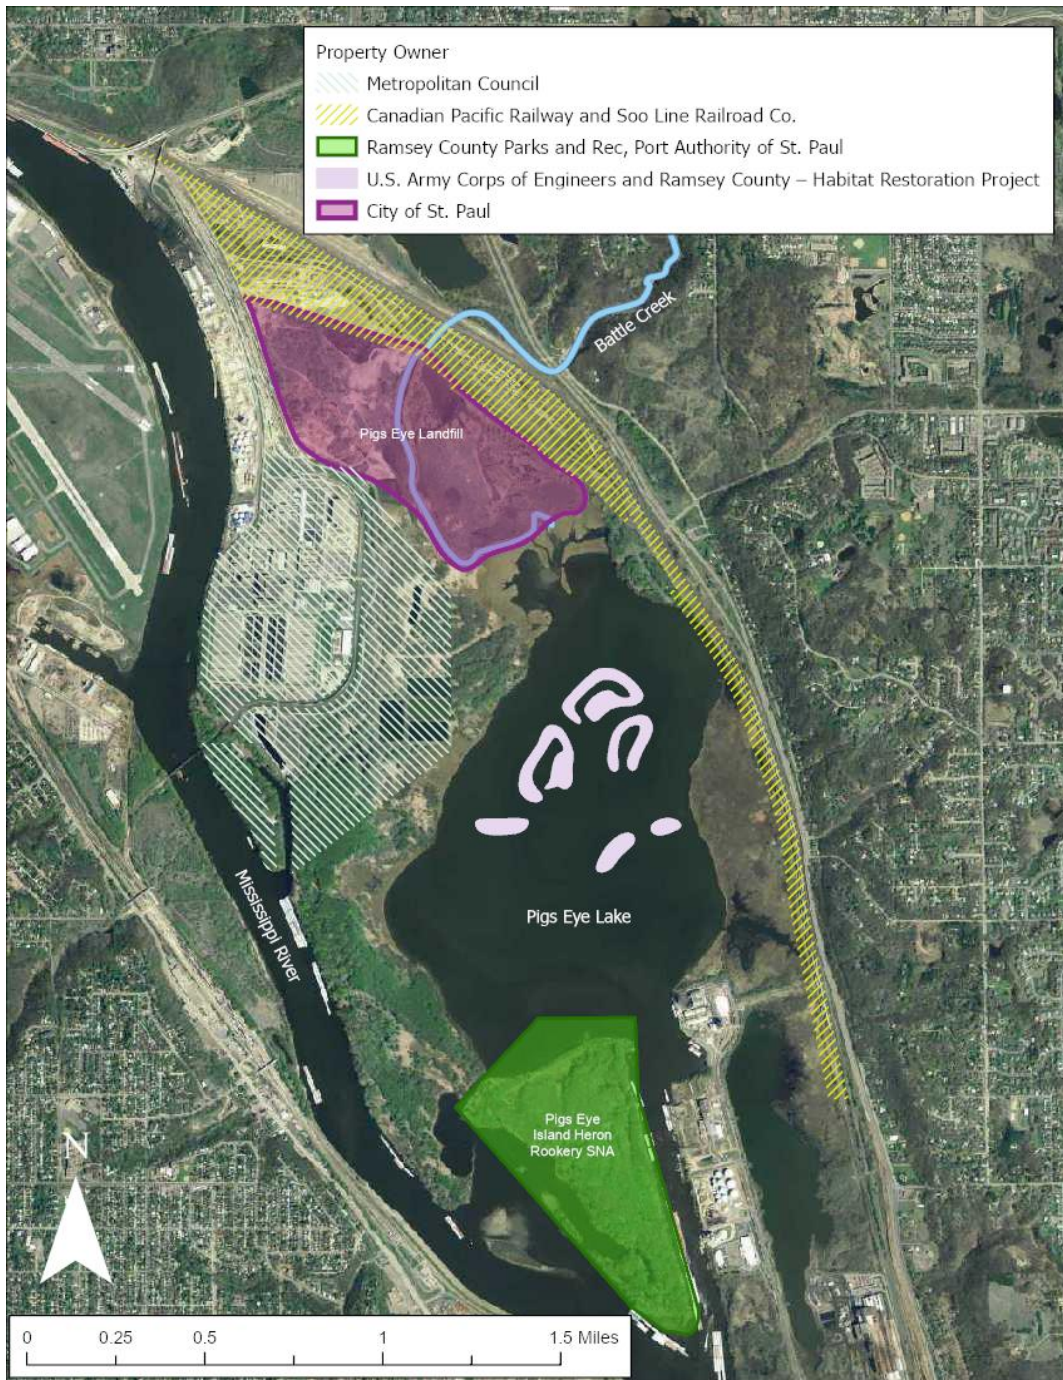 Property Owner
Metropolitan Council
Canadian Pacific Railway and Soo Line Railroad Co.
Ramsey County Parks and Rec, Port Authority of St. Paul
U.S. Army Corps of Engineers and Ramsey County – Habitat Restoration Project
City of St. Paul
Battle Creek
Pigs Eye Landfill
Mississippi River
Pigs Eye Lake
Pigs Eye
Island Heron
Rookery SNA
N
0 0.25 0.5 1 1.5 Miles